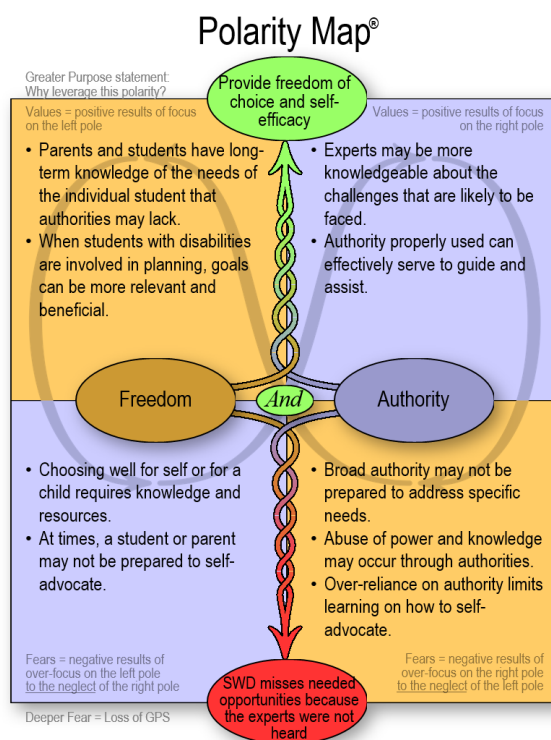 Polarity Map®
Greater Purpose statement:
Why leverage this polarity?
Provide freedom of
choice and self-
efficacy
Values = positive results of focus
on the left pole
Values = positive results of focus
on the right pole
• Parents and students have long-
term knowledge of the needs of
the individual student that
authorities may lack.
• When students with disabilities
are involved in planning, goals
can be more relevant and
beneficial.
• Experts may be more
knowledgeable about the
challenges that are likely to be
faced.
• Authority properly used can
effectively serve to guide and
assist.
Freedom
And
Authority
• Choosing well for self or for a
child requires knowledge and
resources.
• At times, a student or parent
may not be prepared to self-
advocate.
• Broad authority may not be
prepared to address specific
needs.
• Abuse of power and knowledge
may occur through authorities.
• Over-reliance on authority limits
learning on how to self-
advocate.
Fears = negative results of
over-focus on the left pole
to the neglect of the right pole
Fears = negative results of
over-focus on the right pole
to the neglect of the left pole
SWD misses needed
opportunities because
the experts were not
heard
Deeper Fear = Loss of GPS